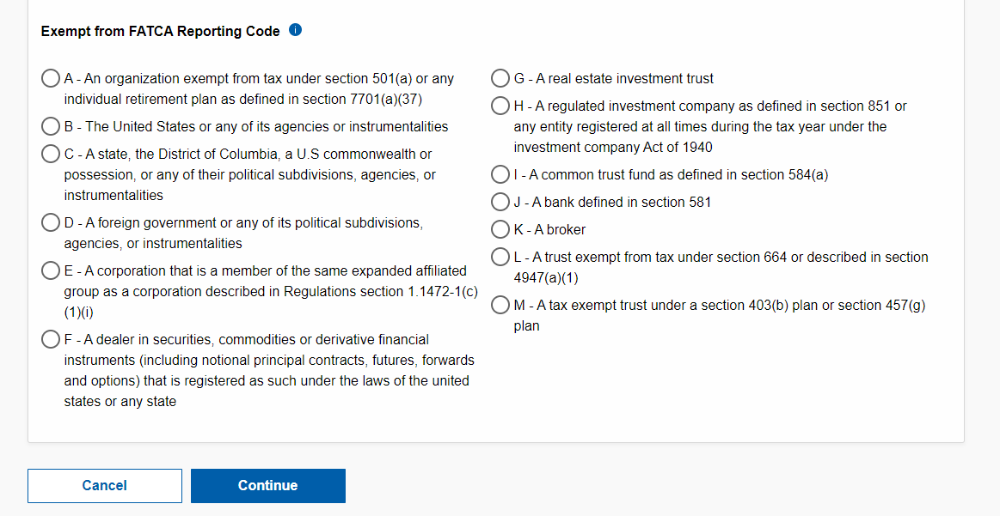 Exempt from FATCA Reporting Code
A - An organization exempt from tax under section 501(a) or any
individual retirement plan as defined in section 7701(a)(37)
B - The United States or any of its agencies or instrumentalities
C - A state, the District of Columbia, a U.S commonwealth or
possession, or any of their political subdivisions, agencies, or
instrumentalities
D - A foreign government or any of its political subdivisions,
agencies, or instrumentalities
E - A corporation that is a member of the same expanded affiliated
group as a corporation described in Regulations section 1.1472-1(c)
(1)(i)
F - A dealer in securities, commodities or derivative financial
instruments (including notional principal contracts, futures, forwards
and options) that is registered as such under the laws of the united
states or any state
G - A real estate investment trust
H - A regulated investment company as defined in section 851 or
any entity registered at all times during the tax year under the
investment company Act of 1940
I - A common trust fund as defined in section 584(a)
J - A bank defined in section 581
K - A broker
L - A trust exempt from tax under section 664 or described in section
4947(a)(1)
M - A tax exempt trust under a section 403(b) plan or section 457(g)
plan
Cancel
Continue